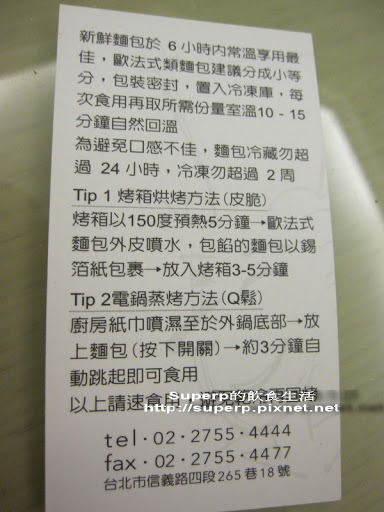 新鮮麵包於 6 小時內常溫享用最
佳，歐法式類麵包建議分成小等
分，包裝密封，置入冷凍庫，每
次食用再取所需份量室溫10 - 15
分鐘自然回溫
為避免口感不佳，麵包冷藏勿超
過 24 小時，冷凍勿超過 2 周
Tip 1 烤箱烘烤方法(皮脆)
烤箱以150度預熱5分鐘→歐法式
麵包外皮噴水，包餡的麵包以錫
箔紙包裹→放入烤箱3-5分鐘
Tip 2電鍋蒸烤方法(Q鬆)
廚房紙巾噴濕至於外鍋底部→放
上麵包(按下開關)→約3分鐘自
動跳起即可食用
以上請速食用
Superp的飲食生活
http://superp.pixnet.net
tel·02·2755·4444
fax·02·2755·4477
台北市信義路四段265巷18號